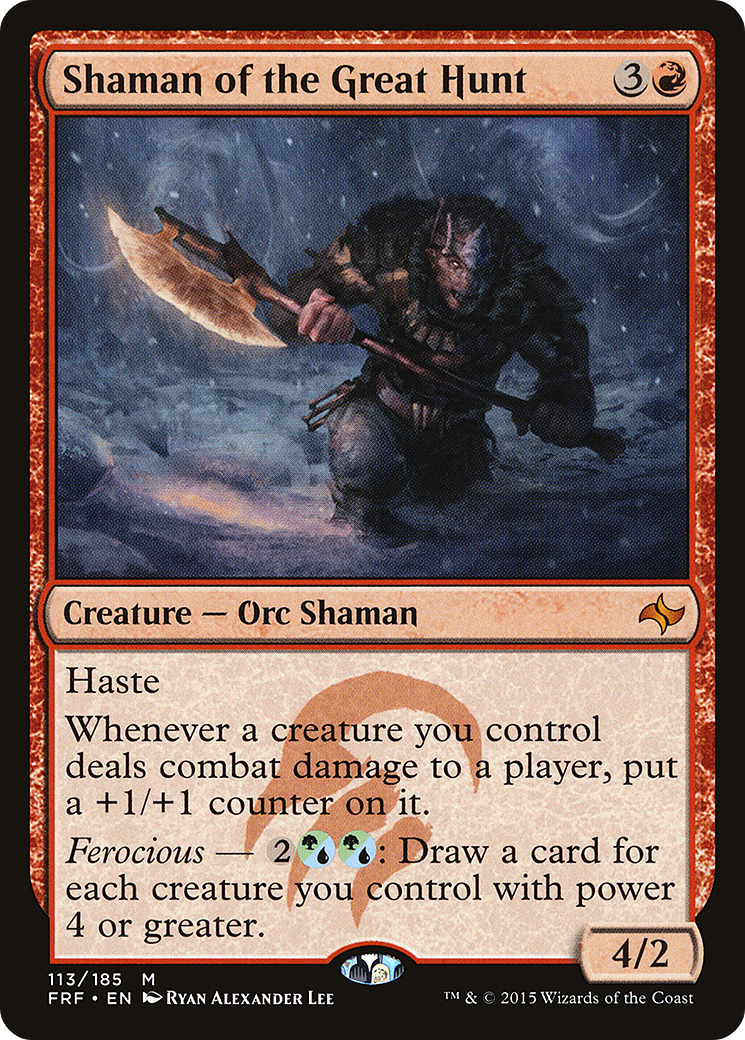 Shaman of the Great Hunt 3
Creature — Orc Shaman
Haste
Whenever a creature you control
deals combat damage to a player, put
a +1/+1 counter on it.
Ferocious — 2: Draw a card for
each creature you control with power
4 or greater.
4/2
113/185 M
FRF • EN Ryan Alexander Lee
™ & © 2015 Wizards of the Coast